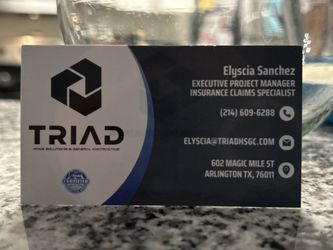 Elyscia Sanchez
EXECUTIVE PROJECT MANAGER
INSURANCE CLAIMS SPECIALIST
(214) 609-6288
TRIAD
HOME SOLUTIONS & GENERAL CONTRACTING
ELYSCIA@TRIADHSGC.COM
602 MAGIC MILE ST
ARLINGTON TX, 76011
CERTIFIED